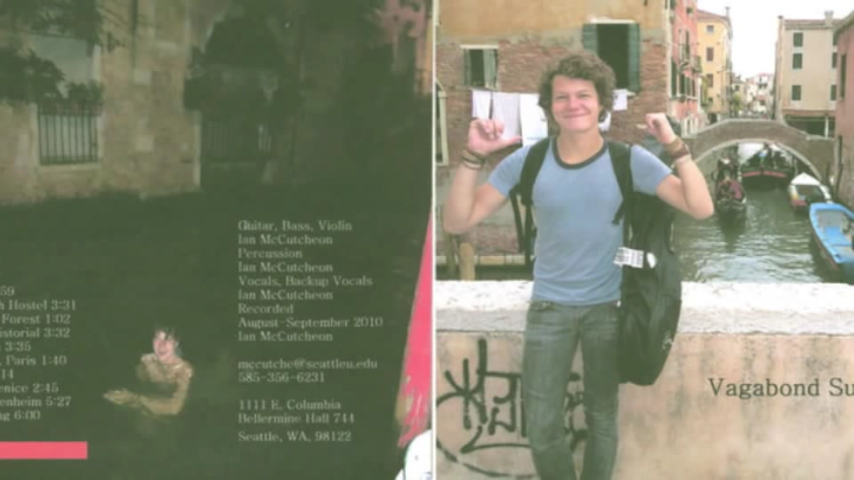 59
h Hostel 3:31
Forest 1:02
istorial 3:32
3:35
, Paris 1:40
14
enice 2:45
enheim 5:27
ng 6:00
Guitar, Bass, Violin
Ian McCutcheon
Percussion
Ian McCutcheon
Vocals, Backup Vocals
Ian McCutcheon
Recorded
August-September 2010
Ian McCutcheon
mccutche@seattleu.edu
585-356-6231
1111 E. Columbia
Bellermine Hall 744
Seattle, WA, 98122
Vagabond Su